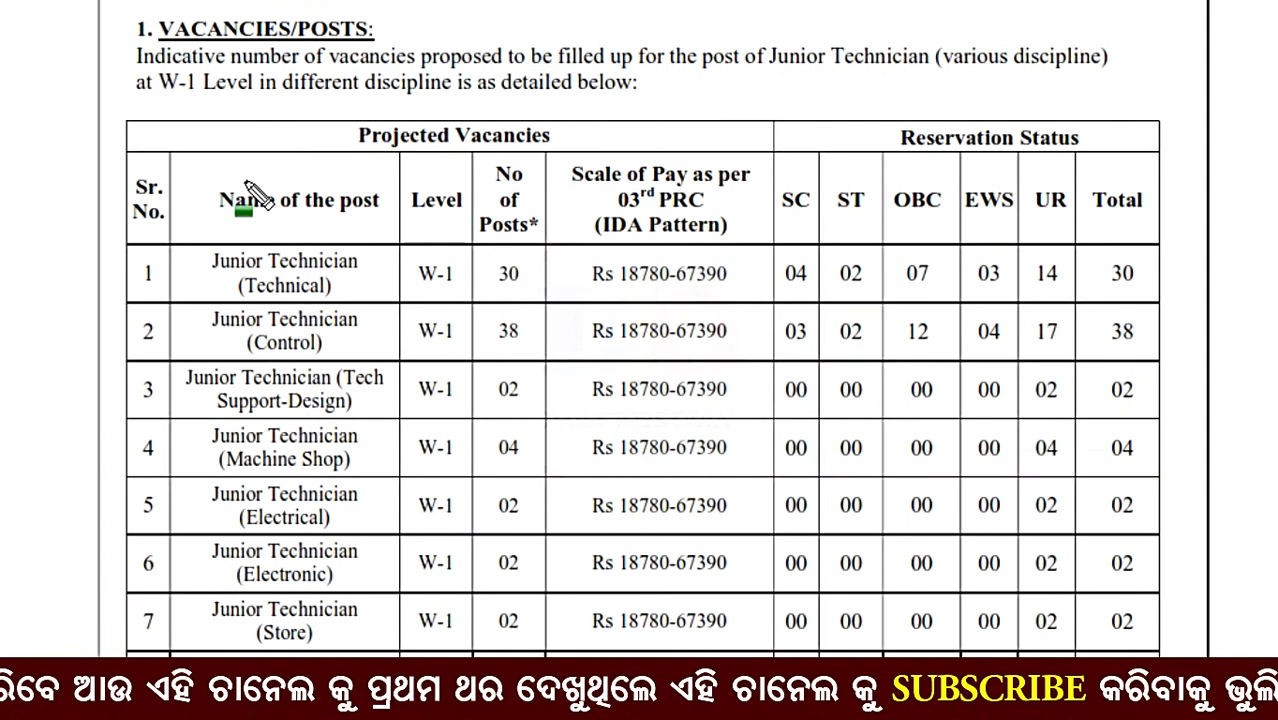 1. VACANCIES/POSTS:
Indicative number of vacancies proposed to be filled up for the post of Junior Technician (various discipline)
at W-1 Level in different discipline is as detailed below:
Projected Vacancies Reservation Status
Sr. No. Name of the post Level No of Posts* Scale of Pay as per 03rd PRC (IDA Pattern) SC ST OBC EWS UR Total
1 Junior Technician (Technical) W-1 30 Rs 18780-67390 04 02 07 03 14 30
2 Junior Technician (Control) W-1 38 Rs 18780-67390 03 02 12 04 17 38
3 Junior Technician (Tech Support-Design) W-1 02 Rs 18780-67390 00 00 00 00 02 02
4 Junior Technician (Machine Shop) W-1 04 Rs 18780-67390 00 00 00 00 04 04
5 Junior Technician (Electrical) W-1 02 Rs 18780-67390 00 00 00 00 02 02
6 Junior Technician (Electronic) W-1 02 Rs 18780-67390 00 00 00 00 02 02
7 Junior Technician (Store) W-1 02 Rs 18780-67390 00 00 00 00 02 02
ରିବେ ଆଉ ଏହି ଚାନେଲ କୁ ପ୍ରଥମ ଥର ଦେଖୁଥିଲେ ଏହି ଚାନେଲ କୁ SUBSCRIBE କରିବାକୁ ଭୁଲି